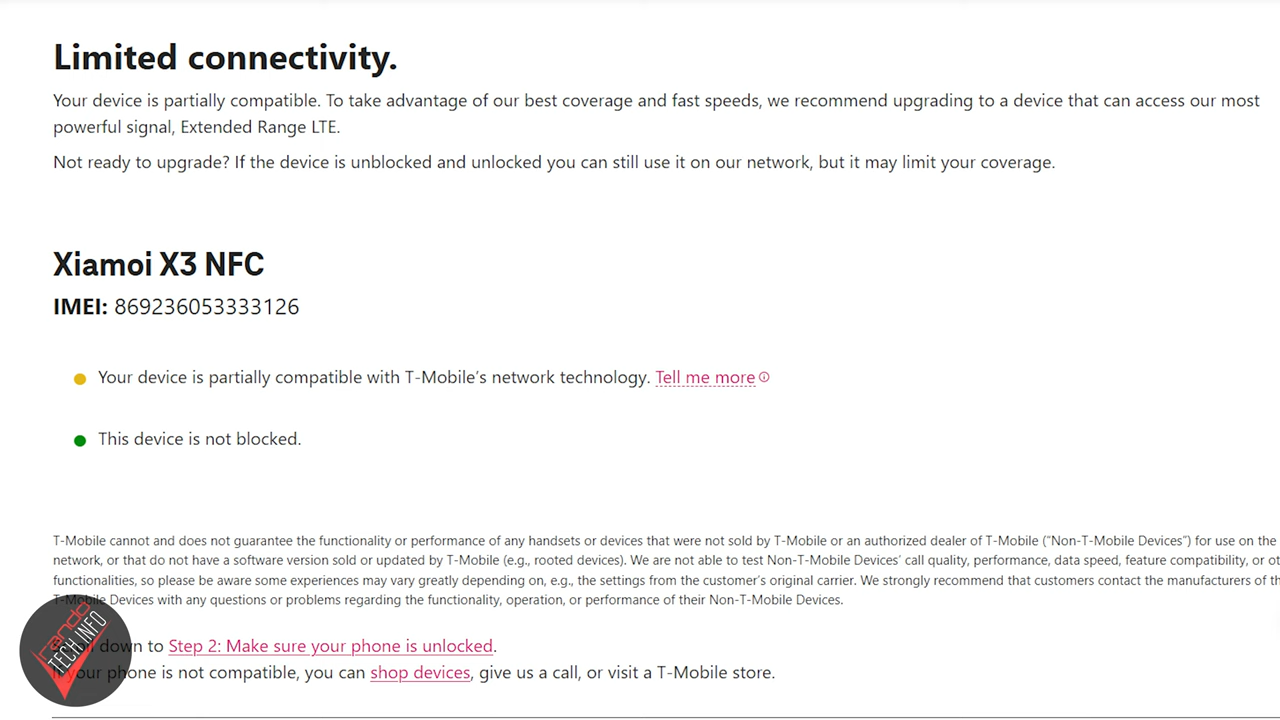 Limited connectivity.
Your device is partially compatible. To take advantage of our best coverage and fast speeds, we recommend upgrading to a device that can access our most
powerful signal, Extended Range LTE.
Not ready to upgrade? If the device is unblocked and unlocked you can still use it on our network, but it may limit your coverage.
Xiamoi X3 NFC
IMEI: 869236053333126
Your device is partially compatible with T-Mobile's network technology. Tell me more
This device is not blocked.
T-Mobile cannot and does not guarantee the functionality or performance of any handsets or devices that were not sold by T-Mobile or an authorized dealer of T-Mobile ("Non-T-Mobile Devices") for use on the
network, or that do not have a software version sold or updated by T-Mobile (e.g., rooted devices). We are not able to test Non-T-Mobile Devices' call quality, performance, data speed, feature compatibility, or
functionalities, so please be aware some experiences may vary greatly depending on, e.g., the settings from the customer's original carrier. We strongly recommend that customers contact the manufacturers of
T-Mobile Devices with any questions or problems regarding the functionality, operation, or performance of their Non-T-Mobile Devices.
down to Step 2: Make sure your phone is unlocked.
If your phone is not compatible, you can shop devices, give us a call, or visit a T-Mobile store.
TECH INFO